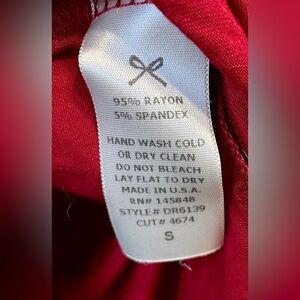 95% RAYON
5% SPANDEX
HAND WASH COLD
OR DRY CLEAN
DO NOT BLEACH
LAY FLAT TO DRY
MADE IN U.S.A.
RN# 145848
STYLE# DR6139
CUT# 4674
S